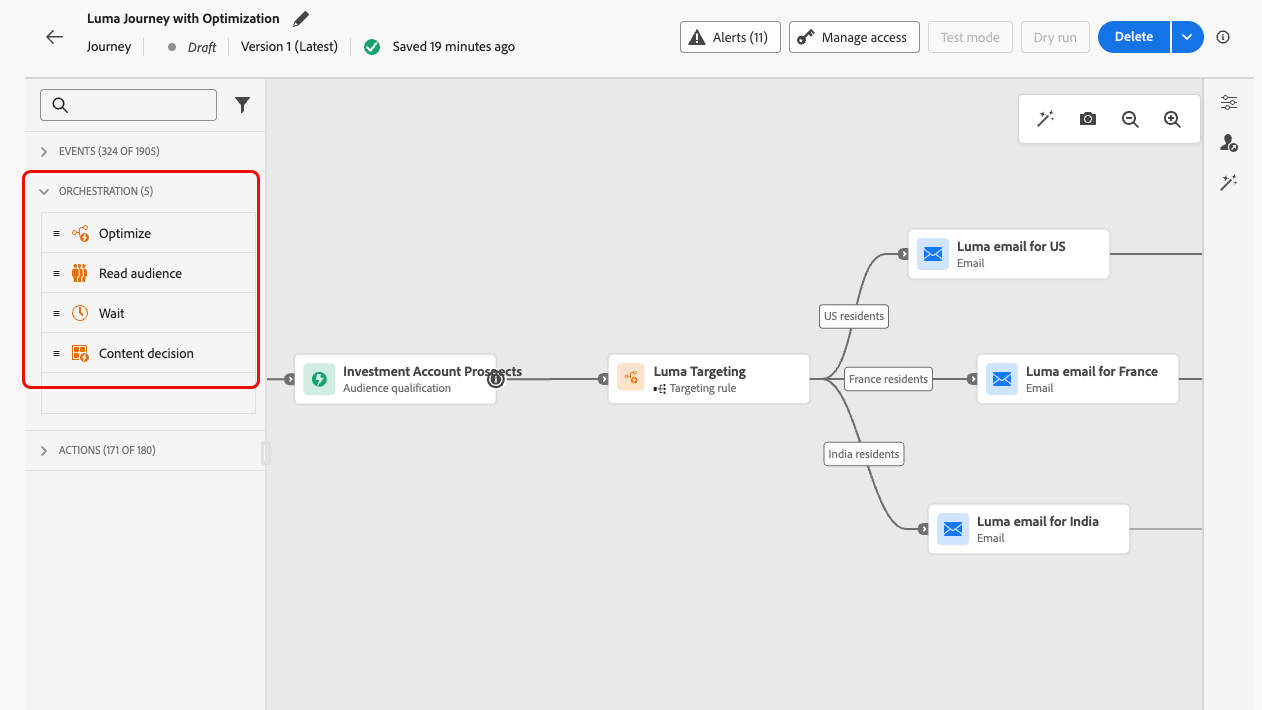 Luma Journey with Optimization
Journey
Draft
Version 1 (Latest)
Saved 19 minutes ago
Alerts (11)
Manage access
Test mode
Dry run
Delete
EVENTS (324 OF 1905)
ORCHESTRATION (5)
Optimize
Read audience
Wait
Content decision
ACTIONS (171 OF 180)
Investment Account Prospects
Audience qualification
Luma Targeting
Targeting rule
US residents
France residents
India residents
Luma email for US
Email
Luma email for France
Email
Luma email for India
Email